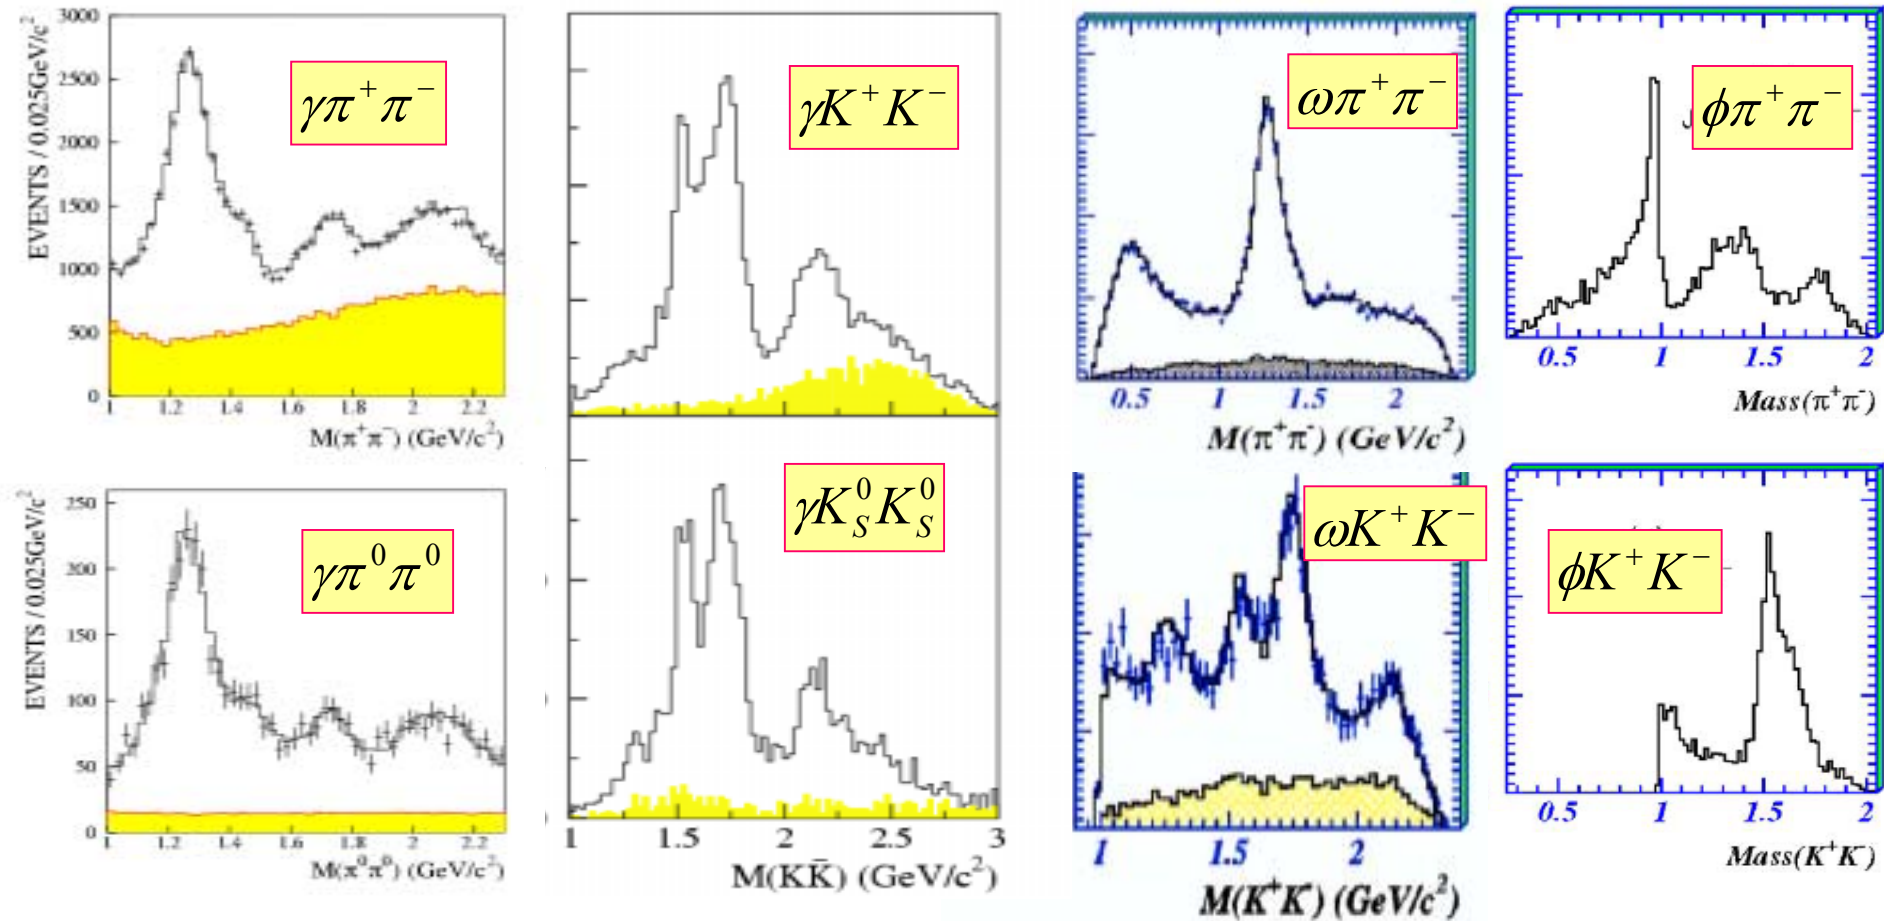 EVENTS / 0.025GeV/c²
3000
2500
2000
1500
1000
500
0
γπ⁺π⁻
1 1.2 1.4 1.6 1.8 2 2.2
M(π⁺π⁻) (GeV/c²)
γK⁺K⁻
ωπ⁺π⁻
0.5 1 1.5 2
M(π⁺π⁻) (GeV/c²)
φπ⁺π⁻
0.5 1 1.5 2
Mass(π⁺π⁻)
EVENTS / 0.025GeV/c²
250
200
150
100
50
0
γπ⁰π⁰
1 1.2 1.4 1.6 1.8 2 2.2
M(π⁰π⁰) (GeV/c²)
γK_S⁰K_S⁰
1 1.5 2 2.5 3
M(KK̄) (GeV/c²)
ωK⁺K⁻
1 1.5 2
M(K⁺K⁻) (GeV/c²)
φK⁺K⁻
0.5 1 1.5 2
Mass(K⁺K⁻)